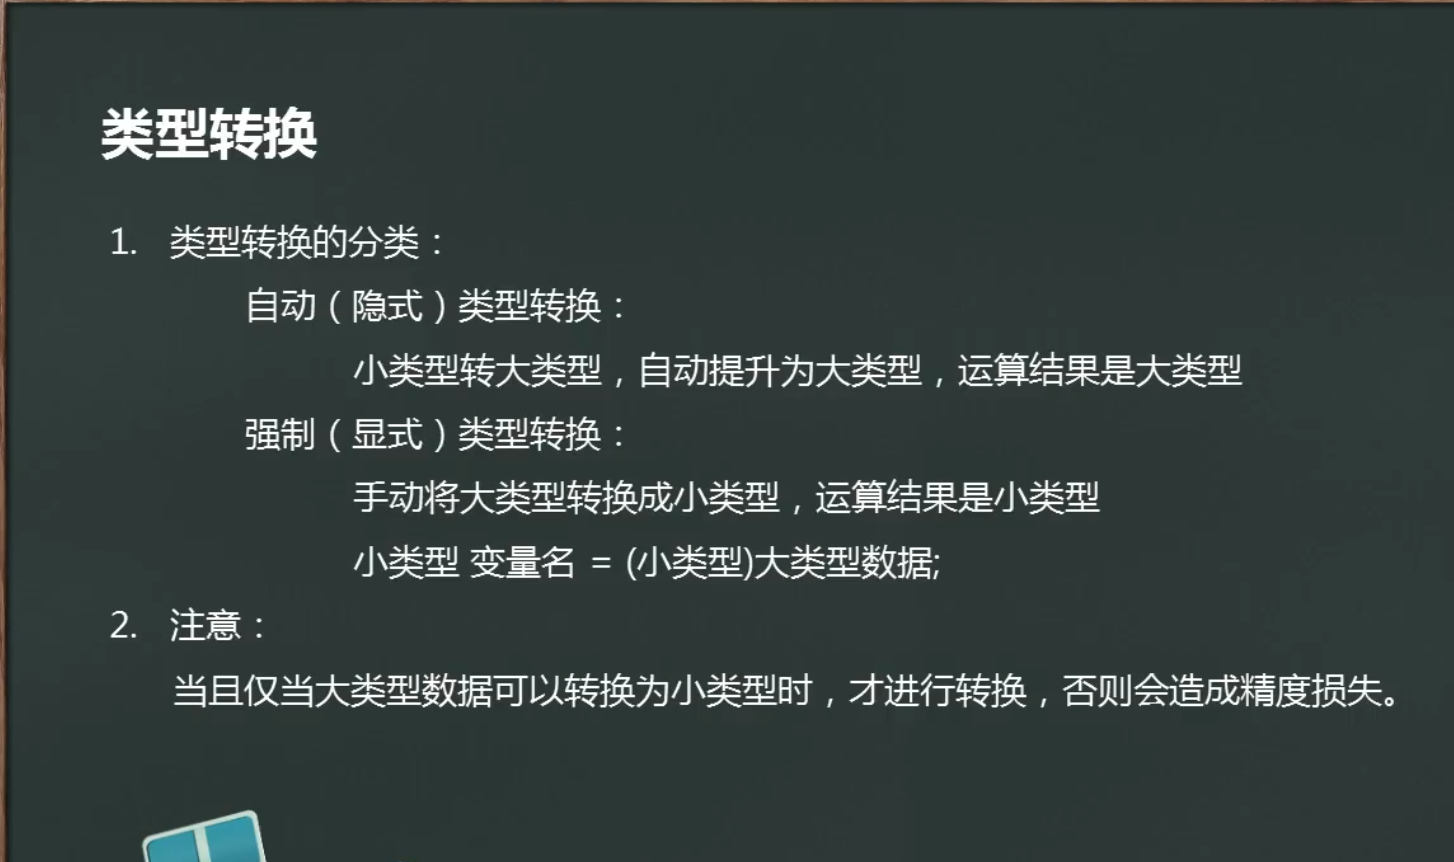 类型转换
1. 类型转换的分类：
自动（隐式）类型转换：
小类型转大类型，自动提升为大类型，运算结果是大类型
强制（显式）类型转换：
手动将大类型转换成小类型，运算结果是小类型
小类型 变量名 = (小类型)大类型数据;
2. 注意：
当且仅当大类型数据可以转换为小类型时，才进行转换，否则会造成精度损失。